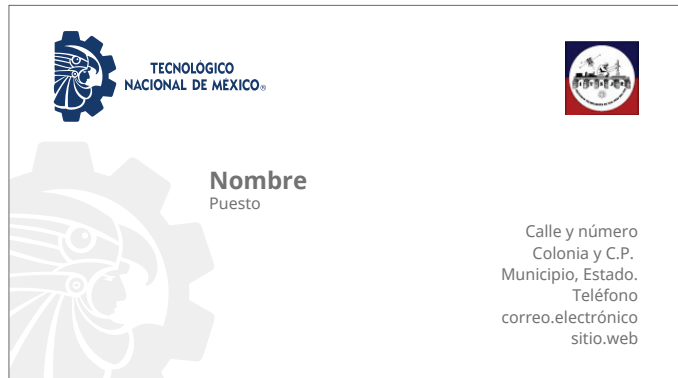 TECNOLÓGICO
NACIONAL DE MÉXICO®
Nombre
Puesto
Calle y número
Colonia y C.P.
Municipio, Estado.
Teléfono
correo.electrónico
sitio.web